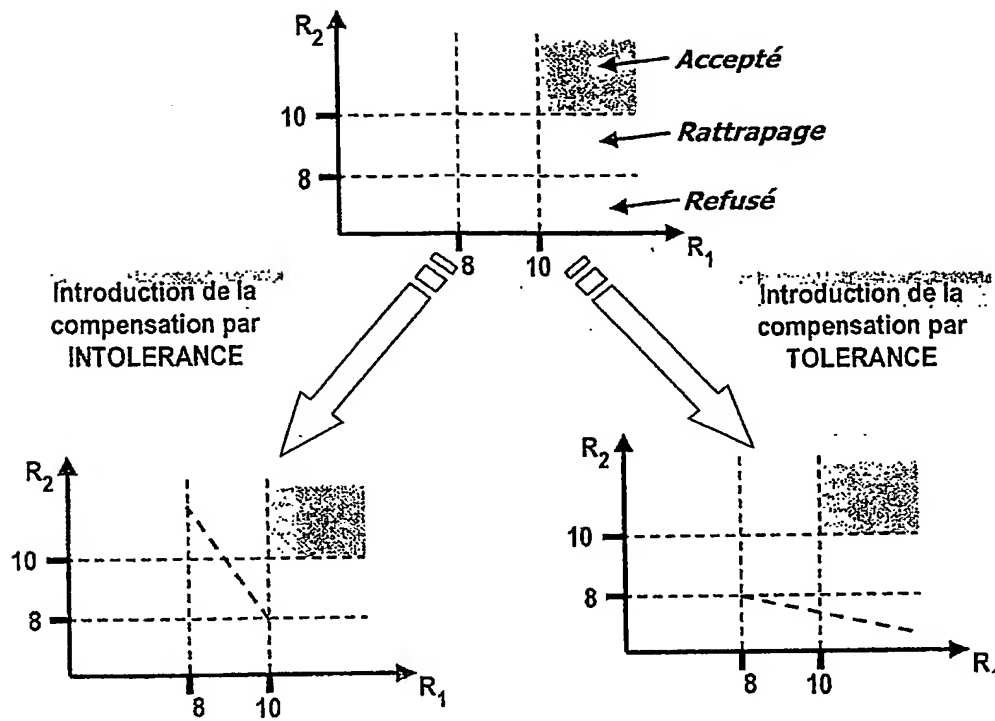 R2
Accepté
10
Rattrapage
8
Refusé
R1
8
10
Introduction de la
compensation par
INTOLERANCE
Introduction de la
compensation par
TOLERANCE
R2
10
8
R1
8
10
R2
10
8
8
10